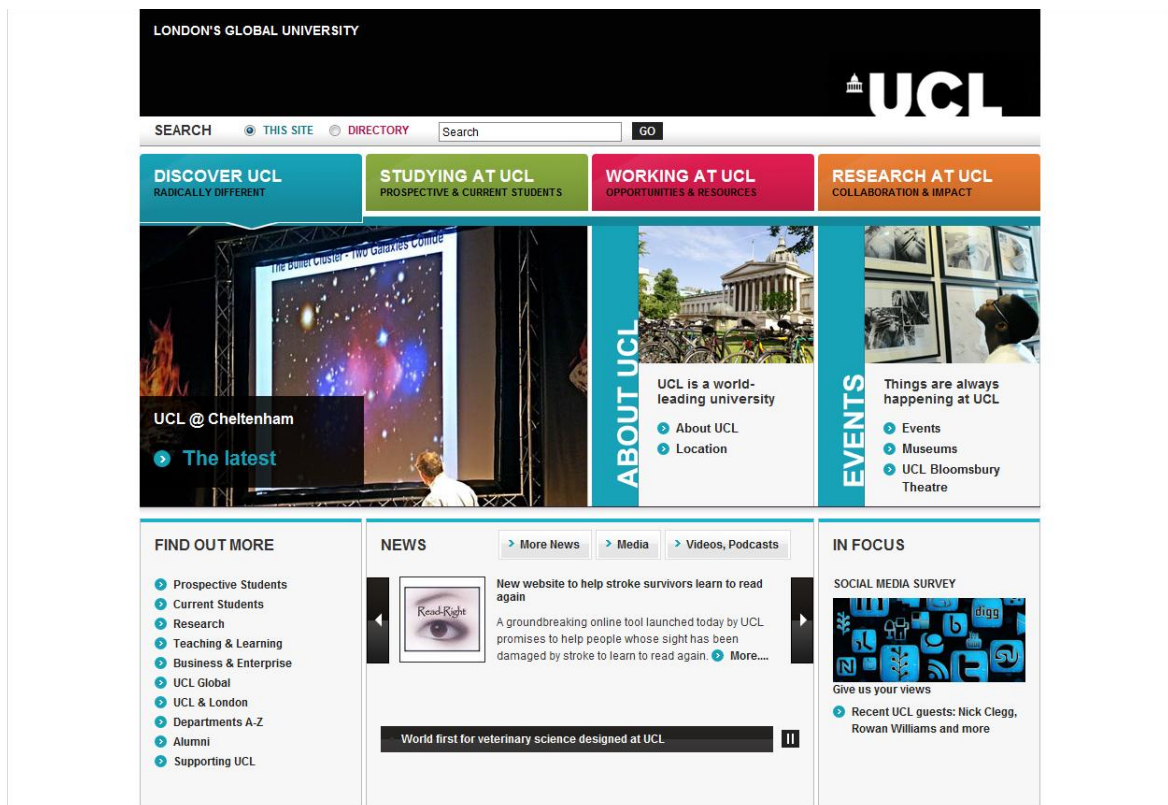 LONDON'S GLOBAL UNIVERSITY
UCL
SEARCH THIS SITE DIRECTORY Search GO
DISCOVER UCL
RADICALLY DIFFERENT
STUDYING AT UCL
PROSPECTIVE & CURRENT STUDENTS
WORKING AT UCL
OPPORTUNITIES & RESOURCES
RESEARCH AT UCL
COLLABORATION & IMPACT
The Bullet Cluster - Two Galaxies Collide
UCL @ Cheltenham
The latest
ABOUT UCL
UCL is a world-
leading university
About UCL
Location
EVENTS
Things are always
happening at UCL
Events
Museums
UCL Bloomsbury
Theatre
FIND OUT MORE
Prospective Students
Current Students
Research
Teaching & Learning
Business & Enterprise
UCL Global
UCL & London
Departments A-Z
Alumni
Supporting UCL
NEWS
More News
Media
Videos, Podcasts
Read-Right
New website to help stroke survivors learn to read
again
A groundbreaking online tool launched today by UCL
promises to help people whose sight has been
damaged by stroke to learn to read again. More....
World first for veterinary science designed at UCL
IN FOCUS
SOCIAL MEDIA SURVEY
digg
Give us your views
Recent UCL guests: Nick Clegg,
Rowan Williams and more